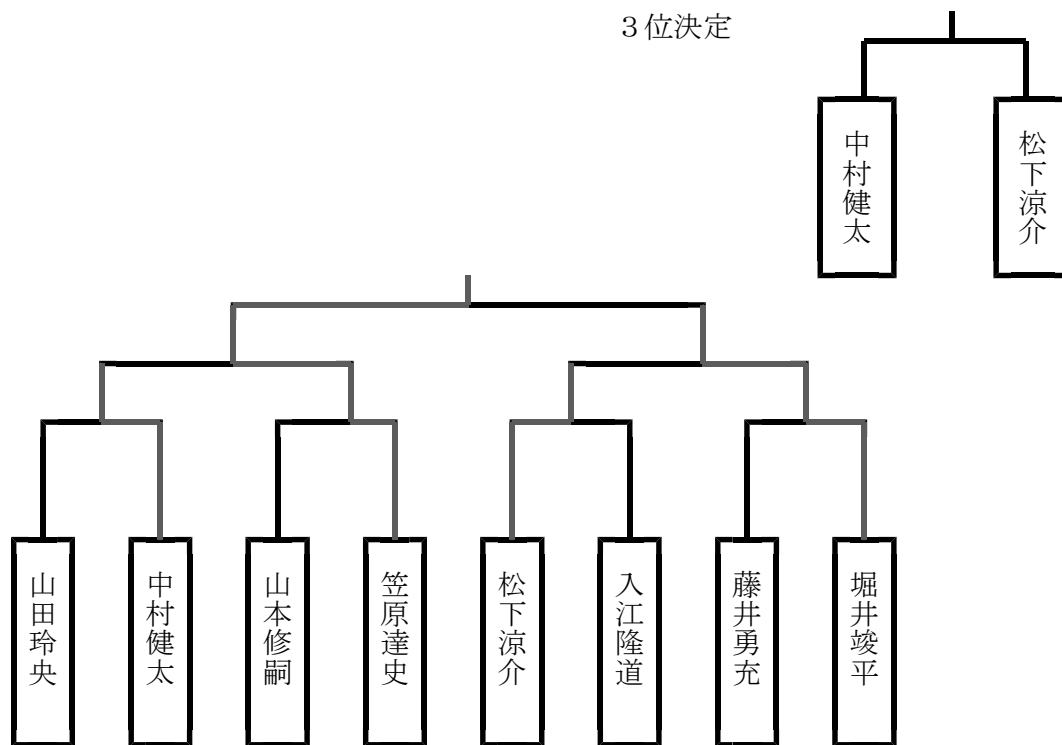 3位決定
中村健太
松下涼介
山田玲央
中村健太
山本修嗣
笠原達史
松下涼介
入江隆道
藤井勇充
堀井竣平